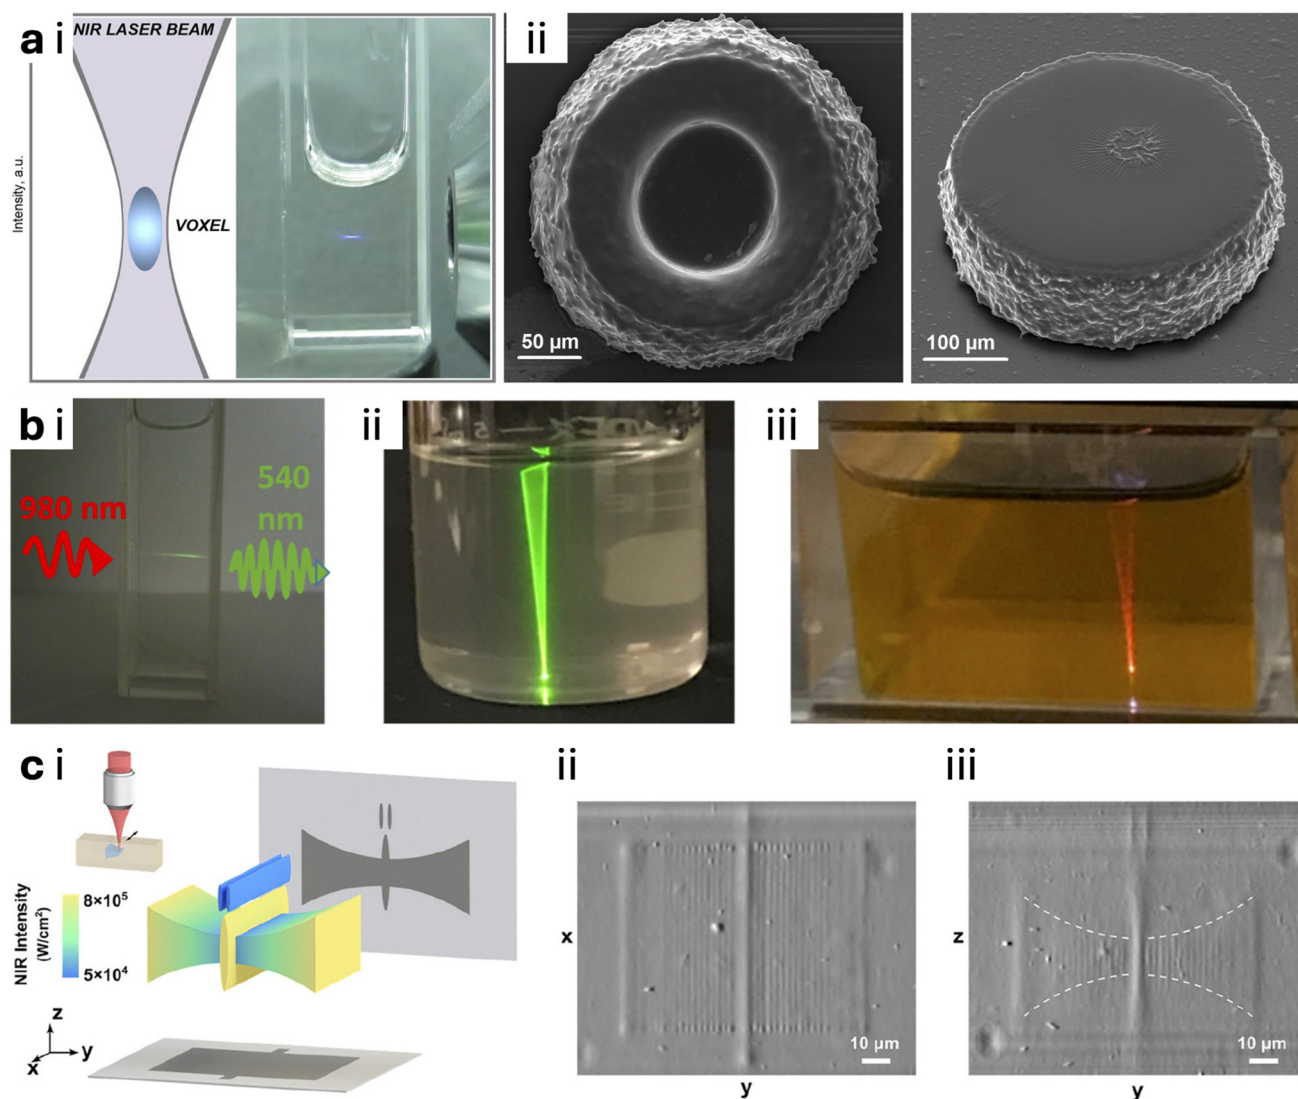 a i
NIR LASER BEAM
Intensity, a.u.
VOXEL
ii
50 µm
100 µm
b i
980 nm
540
nm
ii
iii
c i
NIR Intensity
(W/cm²)
8×10⁵
5×10⁴
z
y
x
ii
x
10 µm
y
iii
z
10 µm
y